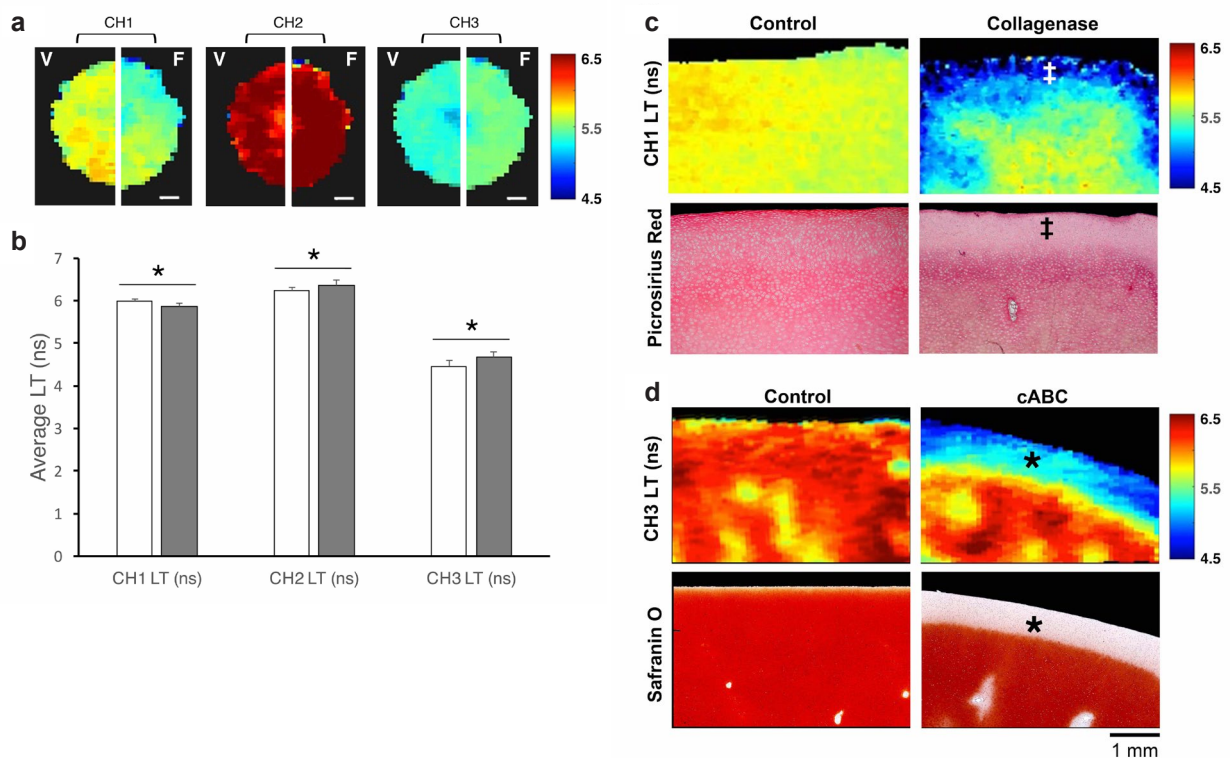 a
CH1
CH2
CH3
V
F
V
F
V
F
6.5
5.5
4.5
b
7
6
5
4
3
2
1
0
Average LT (ns)
*
*
*
CH1 LT (ns)
CH2 LT (ns)
CH3 LT (ns)
c
Control
Collagenase
CH1 LT (ns)
‡
6.5
5.5
4.5
Picrosirius Red
‡
d
Control
cABC
CH3 LT (ns)
*
6.5
5.5
4.5
Safranin O
*
1 mm